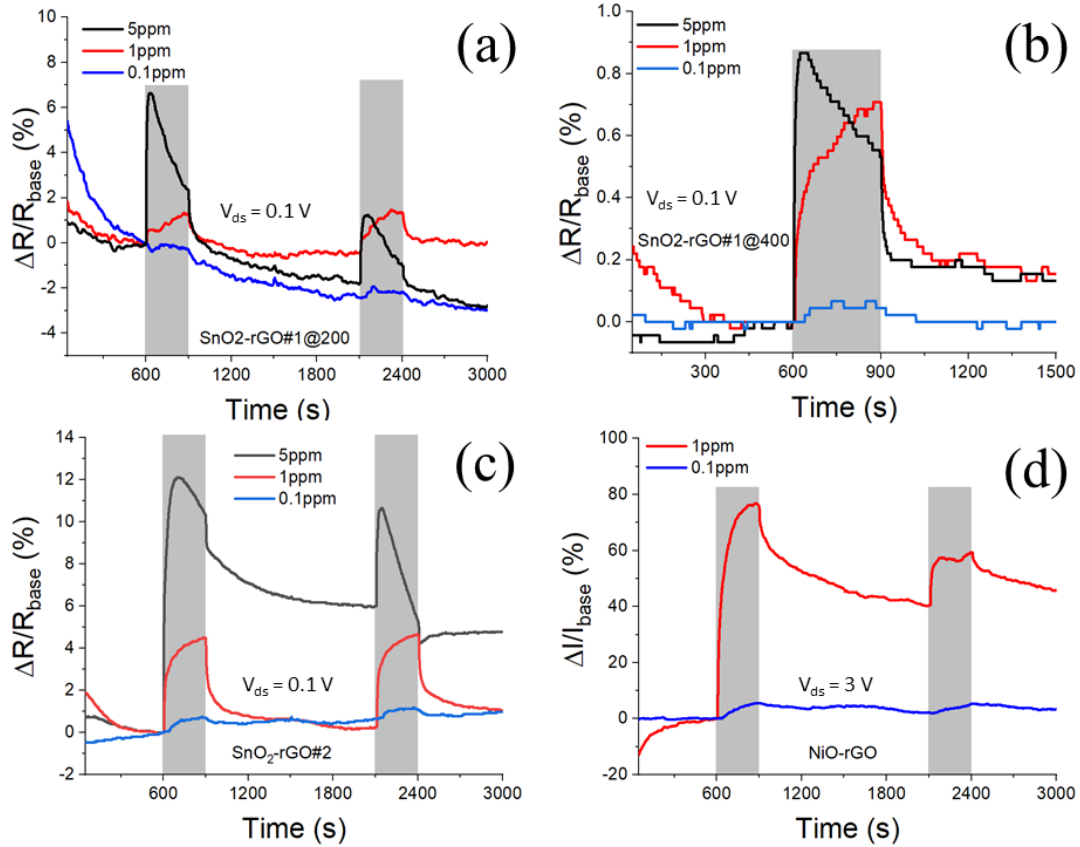 (a)
5ppm
1ppm
0.1ppm
10
8
6
4
2
0
-2
-4
ΔR/R_base (%)
V_ds = 0.1 V
SnO2-rGO#1@200
600 1200 1800 2400 3000
Time (s)
(b)
5ppm
1ppm
0.1ppm
1.0
0.8
0.6
0.4
0.2
0.0
ΔR/R_base (%)
V_ds = 0.1 V
SnO2-rGO#1@400
300 600 900 1200 1500
Time (s)
(c)
5ppm
1ppm
0.1ppm
14
12
10
8
6
4
2
0
-2
ΔR/R_base (%)
V_ds = 0.1 V
SnO₂-rGO#2
600 1200 1800 2400 3000
Time (s)
(d)
1ppm
0.1ppm
100
80
60
40
20
0
-20
ΔI/I_base (%)
V_ds = 3 V
NiO-rGO
600 1200 1800 2400 3000
Time (s)